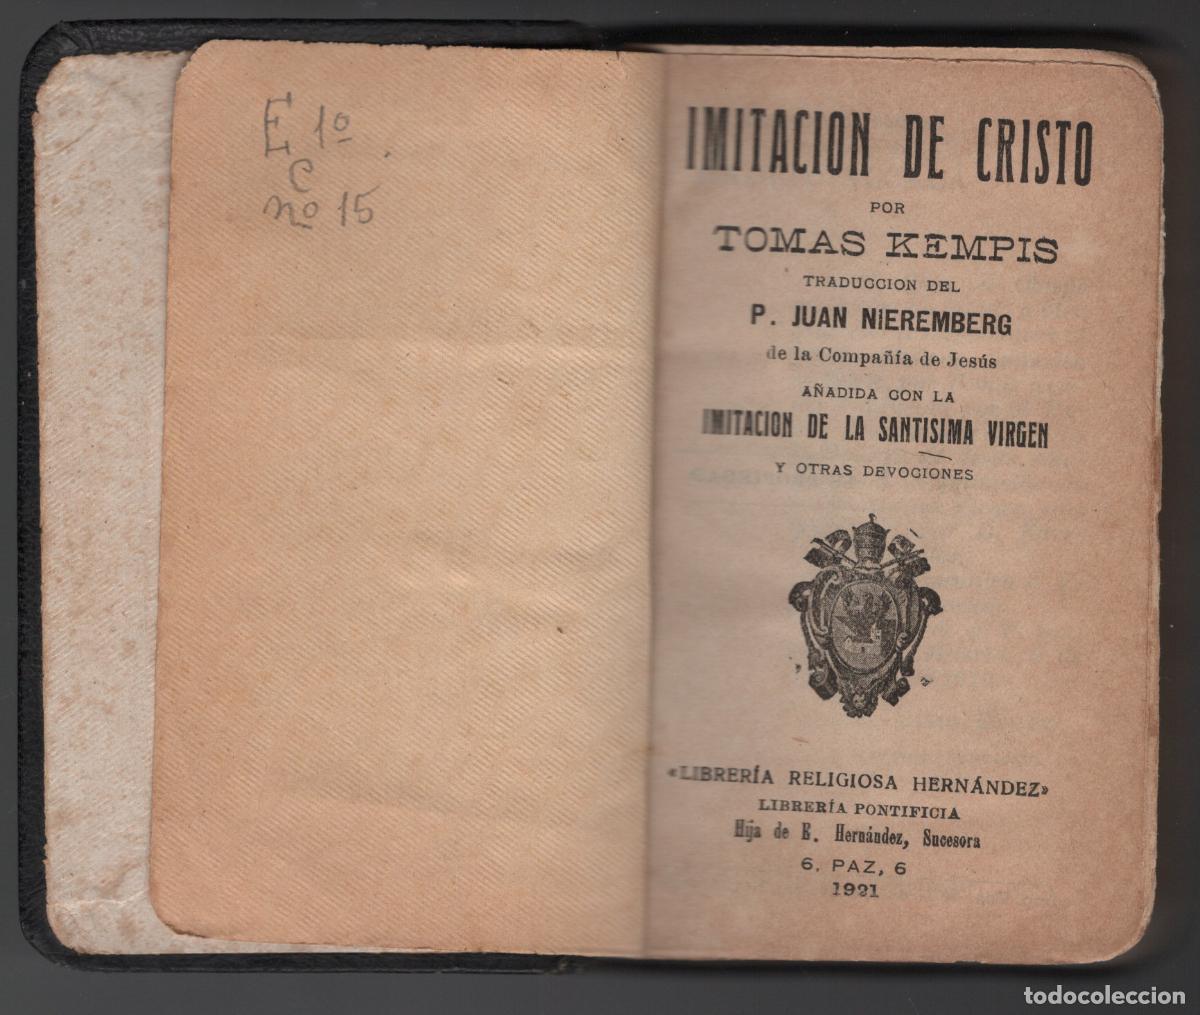 E 1º
C
nº 15
IMITACION DE CRISTO
POR
TOMAS KEMPIS
TRADUCCION DEL
P. JUAN NIEREMBERG
de la Compañía de Jesús
AÑADIDA CON LA
IMITACION DE LA SANTISIMA VIRGEN
Y OTRAS DEVOCIONES
«LIBRERÍA RELIGIOSA HERNÁNDEZ»
LIBRERÍA PONTIFICIA
Hija de E. Hernández, Sucesora
6, PAZ, 6
1921
todocoleccion